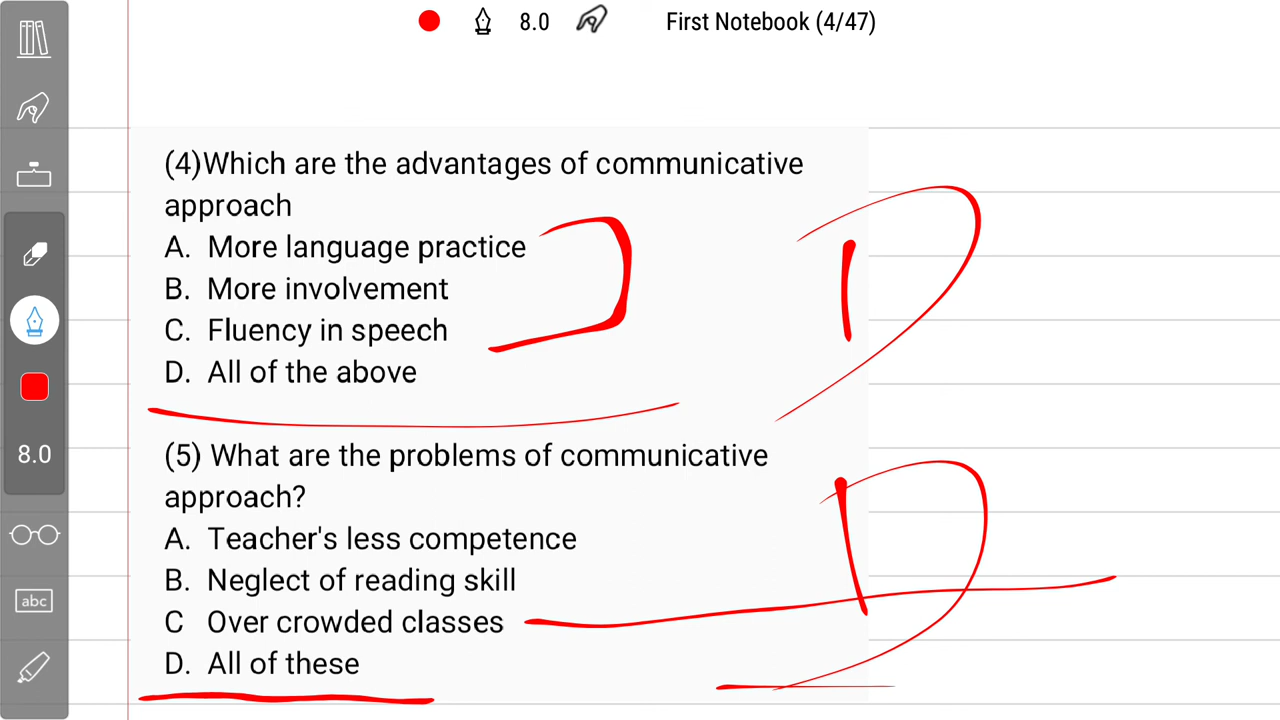 8.0 First Notebook (4/47)
(4)Which are the advantages of communicative
approach
A. More language practice
B. More involvement
C. Fluency in speech
D. All of the above
D
(5) What are the problems of communicative
approach?
A. Teacher's less competence
B. Neglect of reading skill
C Over crowded classes
D. All of these
D
8.0
abc